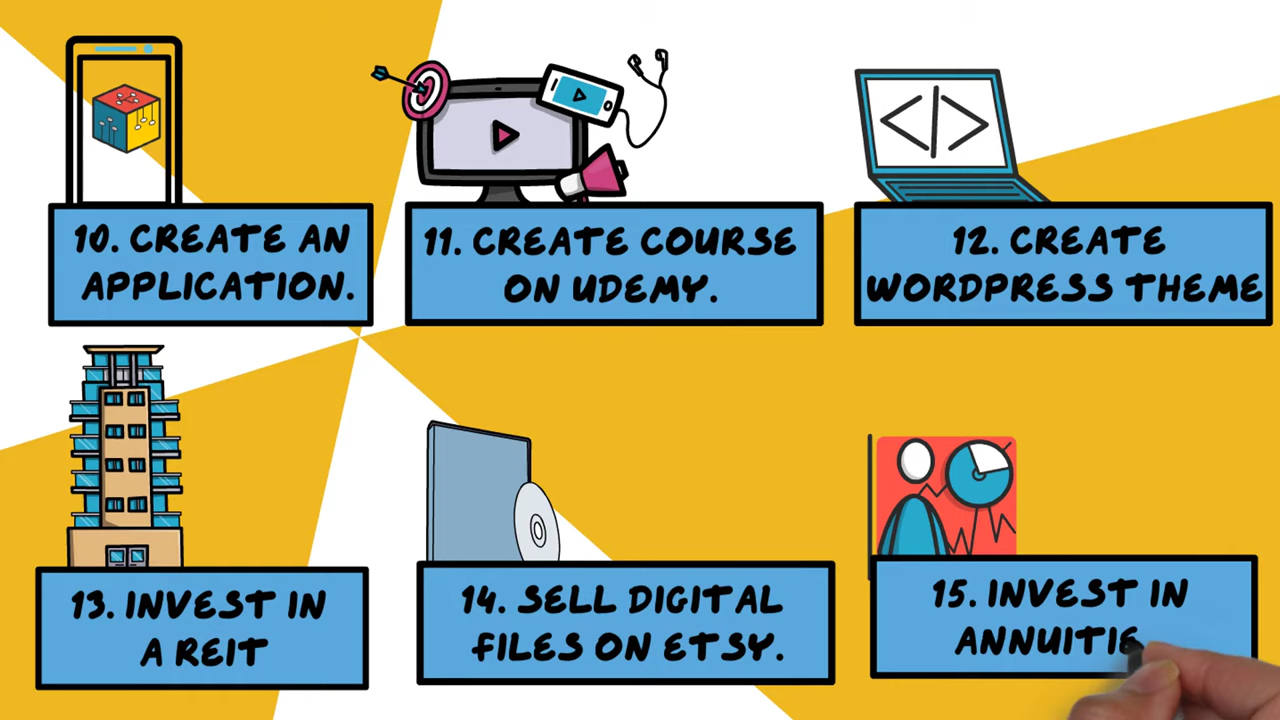 10. CREATE AN
APPLICATION.
11. CREATE COURSE
ON UDEMY.
12. CREATE
WORDPRESS THEME
13. INVEST IN
A REIT
14. SELL DIGITAL
FILES ON ETSY.
15. INVEST IN
ANNUITIE